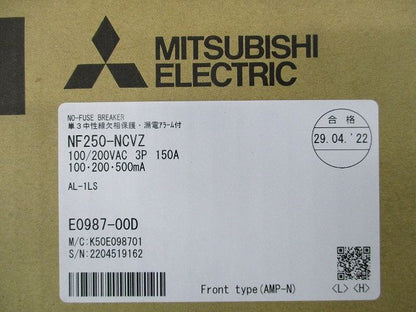 MITSUBISHI
ELECTRIC
NO-FUSE BREAKER
単3中性線欠相保護・漏電アラーム付
NF250-NCVZ
100/200VAC 3P 150A
100・200・500mA
AL-1LS
E0987-00D
M/C:K50E098701
S/N:2204519162
合格
29.04.'22
Front type(AMP-N)
<L> <H>